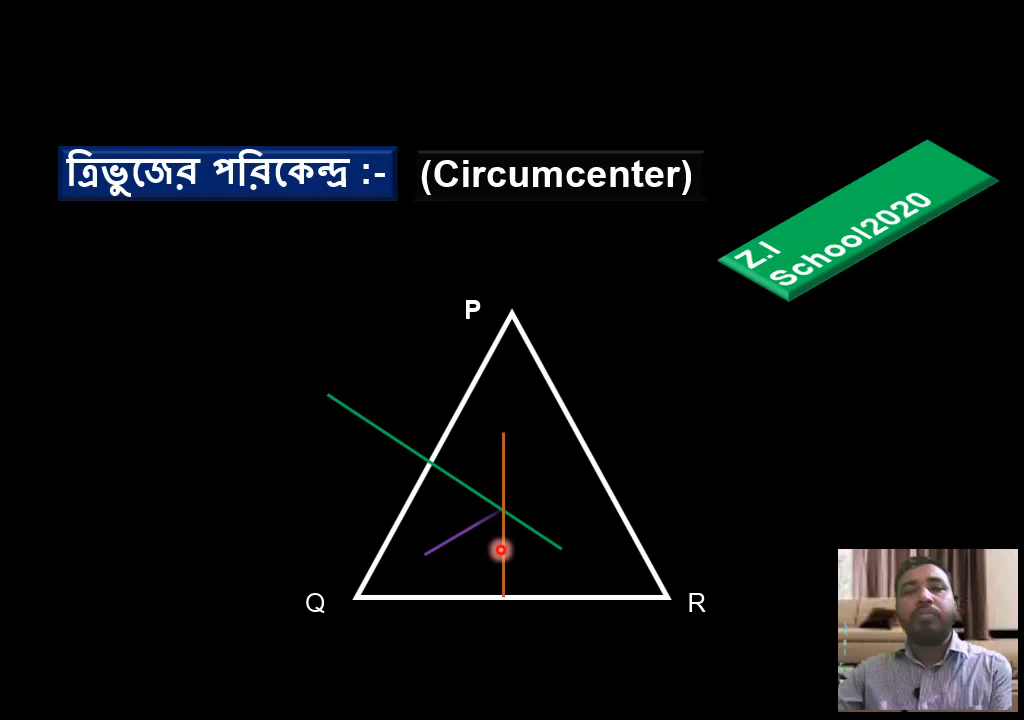 ত্রিভুজের পরিকেন্দ্র :- (Circumcenter)
Z.I
School2020
P
Q
R